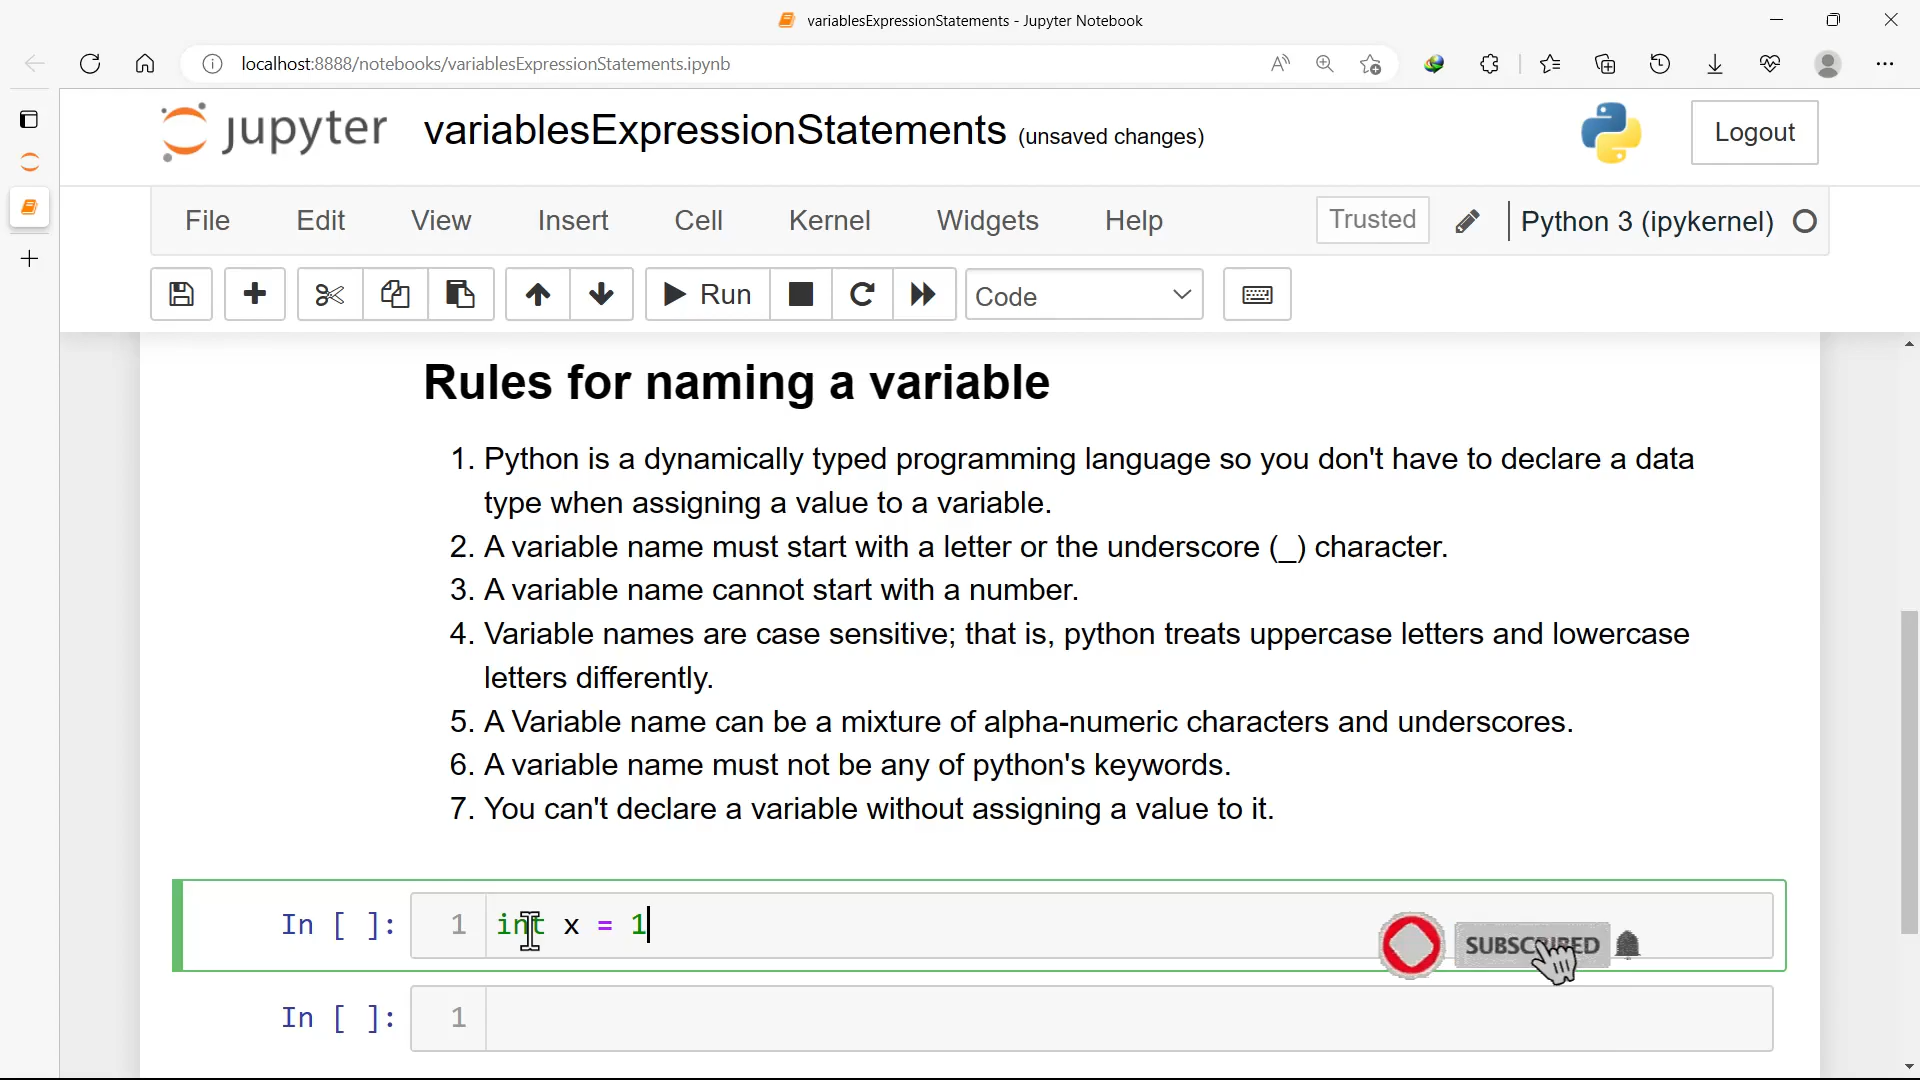 variablesExpressionStatements - Jupyter Notebook
localhost:8888/notebooks/variablesExpressionStatements.ipynb
jupyter variablesExpressionStatements (unsaved changes) Logout
File Edit View Insert Cell Kernel Widgets Help Trusted Python 3 (ipykernel)
Run Code
Rules for naming a variable
1. Python is a dynamically typed programming language so you don't have to declare a data
type when assigning a value to a variable.
2. A variable name must start with a letter or the underscore (_) character.
3. A variable name cannot start with a number.
4. Variable names are case sensitive; that is, python treats uppercase letters and lowercase
letters differently.
5. A Variable name can be a mixture of alpha-numeric characters and underscores.
6. A variable name must not be any of python's keywords.
7. You can't declare a variable without assigning a value to it.
In [ ]: 1 int x = 1
SUBSCRIBED
In [ ]: 1